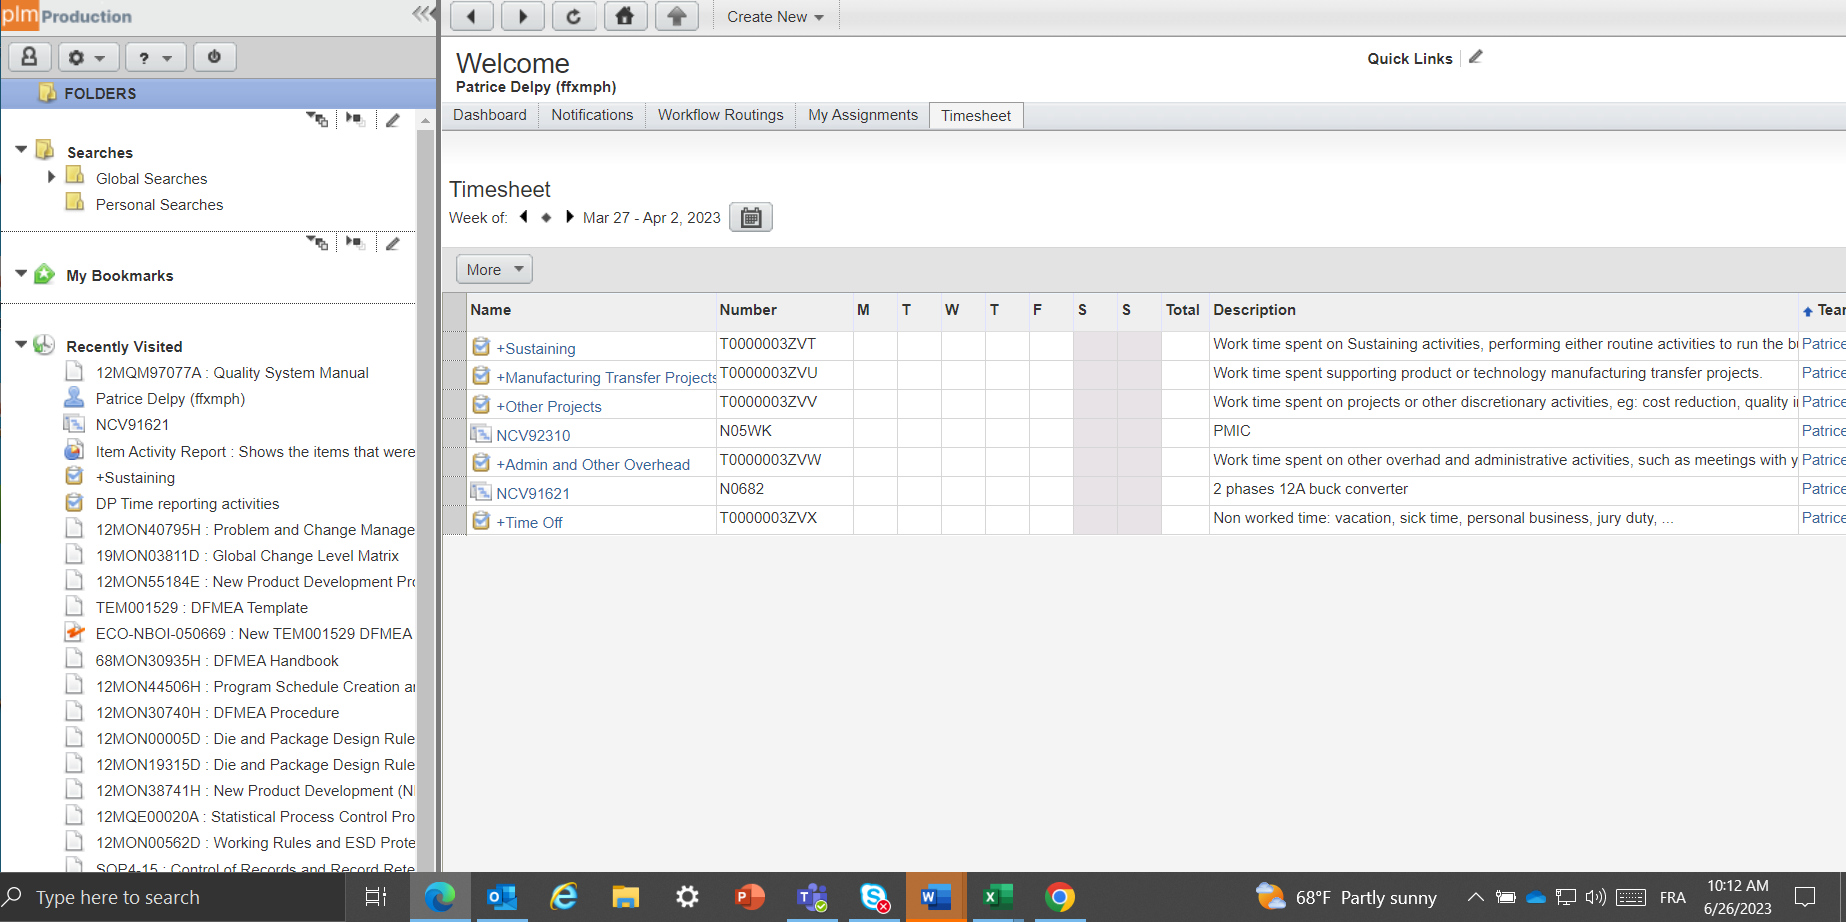 plm Production
Create New
?
FOLDERS
Searches
Global Searches
Personal Searches
My Bookmarks
Recently Visited
12MQM97077A : Quality System Manual
Patrice Delpy (ffxmph)
NCV91621
Item Activity Report : Shows the items that were
+Sustaining
DP Time reporting activities
12MON40795H : Problem and Change Manage
19MON03811D : Global Change Level Matrix
12MON55184E : New Product Development Pro
TEM001529 : DFMEA Template
ECO-NBOI-050669 : New TEM001529 DFMEA
68MON30935H : DFMEA Handbook
12MON44506H : Program Schedule Creation a
12MON30740H : DFMEA Procedure
12MON00005D : Die and Package Design Rule
12MON19315D : Die and Package Design Rule
12MON38741H : New Product Development (N
12MQE00020A : Statistical Process Control Pro
12MON00562D : Working Rules and ESD Prote
SOP4-15 : Control of Records and Record Rete
Welcome
Patrice Delpy (ffxmph)
Quick Links
Dashboard Notifications Workflow Routings My Assignments Timesheet
Timesheet
Week of: Mar 27 - Apr 2, 2023
More
Name Number M T W T F S S Total Description Tear
+Sustaining T0000003ZVT Work time spent on Sustaining activities, performing either routine activities to run the b Patrice
+Manufacturing Transfer Projects T0000003ZVU Work time spent supporting product or technology manufacturing transfer projects. Patrice
+Other Projects T0000003ZVV Work time spent on projects or other discretionary activities, eg: cost reduction, quality i Patrice
NCV92310 N05WK PMIC Patrice
+Admin and Other Overhead T0000003ZVW Work time spent on other overhad and administrative activities, such as meetings with y Patrice
NCV91621 N0682 2 phases 12A buck converter Patrice
+Time Off T0000003ZVX Non worked time: vacation, sick time, personal business, jury duty, ... Patrice
Type here to search
68°F Partly sunny
FRA
10:12 AM
6/26/2023